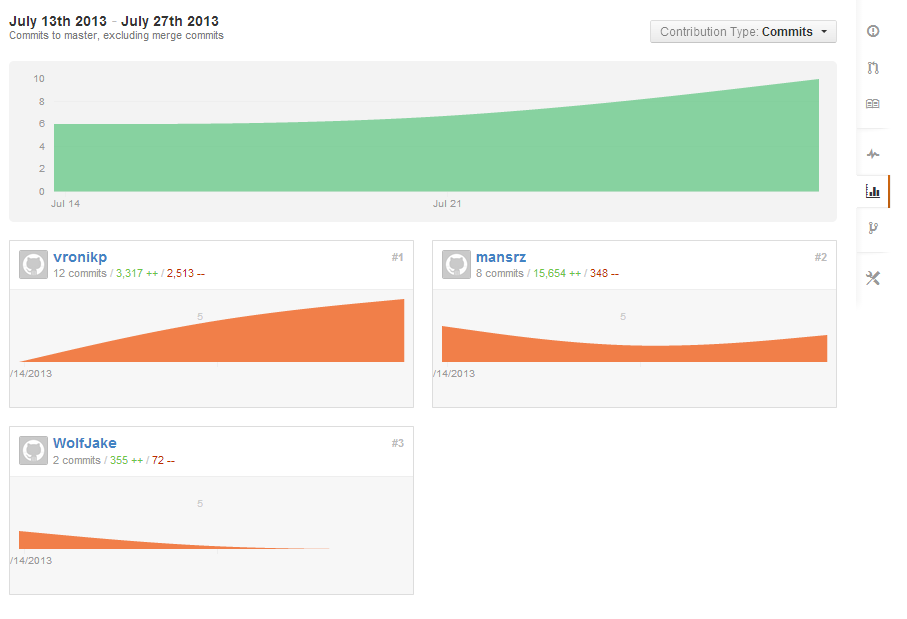 July 13th 2013 - July 27th 2013
Commits to master, excluding merge commits
Contribution Type: Commits
10
8
6
4
2
0
Jul 14
Jul 21
vronikp
#1
12 commits / 3,317 ++ / 2,513 --
5
/14/2013
mansrz
#2
8 commits / 15,654 ++ / 348 --
5
/14/2013
WolfJake
#3
2 commits / 355 ++ / 72 --
5
/14/2013